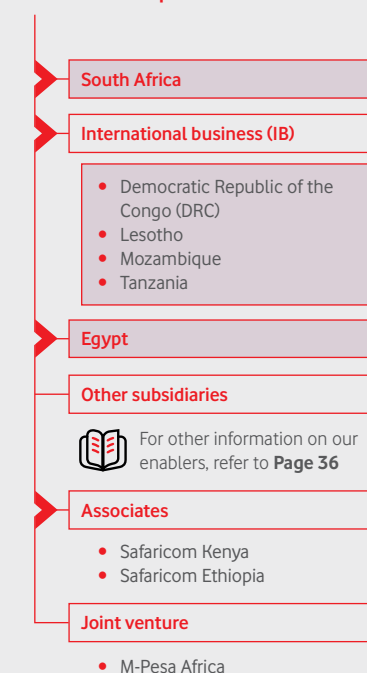 South Africa
International business (IB)
• Democratic Republic of the
Congo (DRC)
• Lesotho
• Mozambique
• Tanzania
Egypt
Other subsidiaries
For other information on our
enablers, refer to Page 36
Associates
• Safaricom Kenya
• Safaricom Ethiopia
Joint venture
• M-Pesa Africa